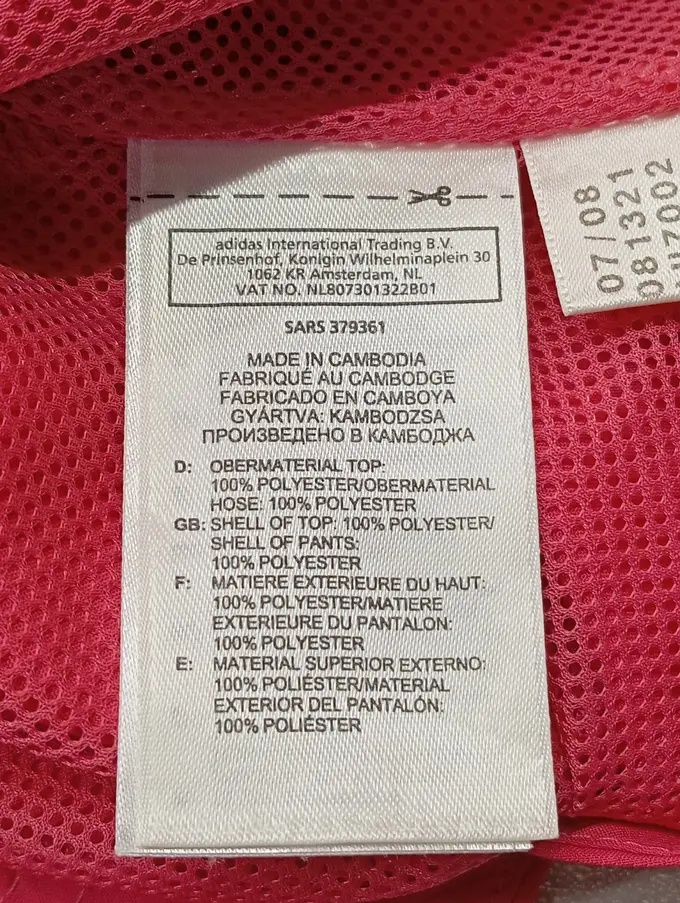 adidas International Trading B.V.
De Prinsenhof, Konigin Wilhelminaplein 30
1062 KR Amsterdam, NL
VAT NO. NL807301322B01
SARS 379361
MADE IN CAMBODIA
FABRIQUÉ AU CAMBODGE
FABRICADO EN CAMBOYA
GYÁRTVA: KAMBODZSA
ПРОИЗВЕДЕНО В КАМБОДЖА
D: OBERMATERIAL TOP:
100% POLYESTER/OBERMATERIAL
HOSE: 100% POLYESTER
GB: SHELL OF TOP: 100% POLYESTER/
SHELL OF PANTS:
100% POLYESTER
F: MATIERE EXTERIEURE DU HAUT:
100% POLYESTER/MATIERE
EXTERIEURE DU PANTALON:
100% POLYESTER
E: MATERIAL SUPERIOR EXTERNO:
100% POLIÉSTER/MATERIAL
EXTERIOR DEL PANTALÓN:
100% POLIÉSTER
07/08
081321